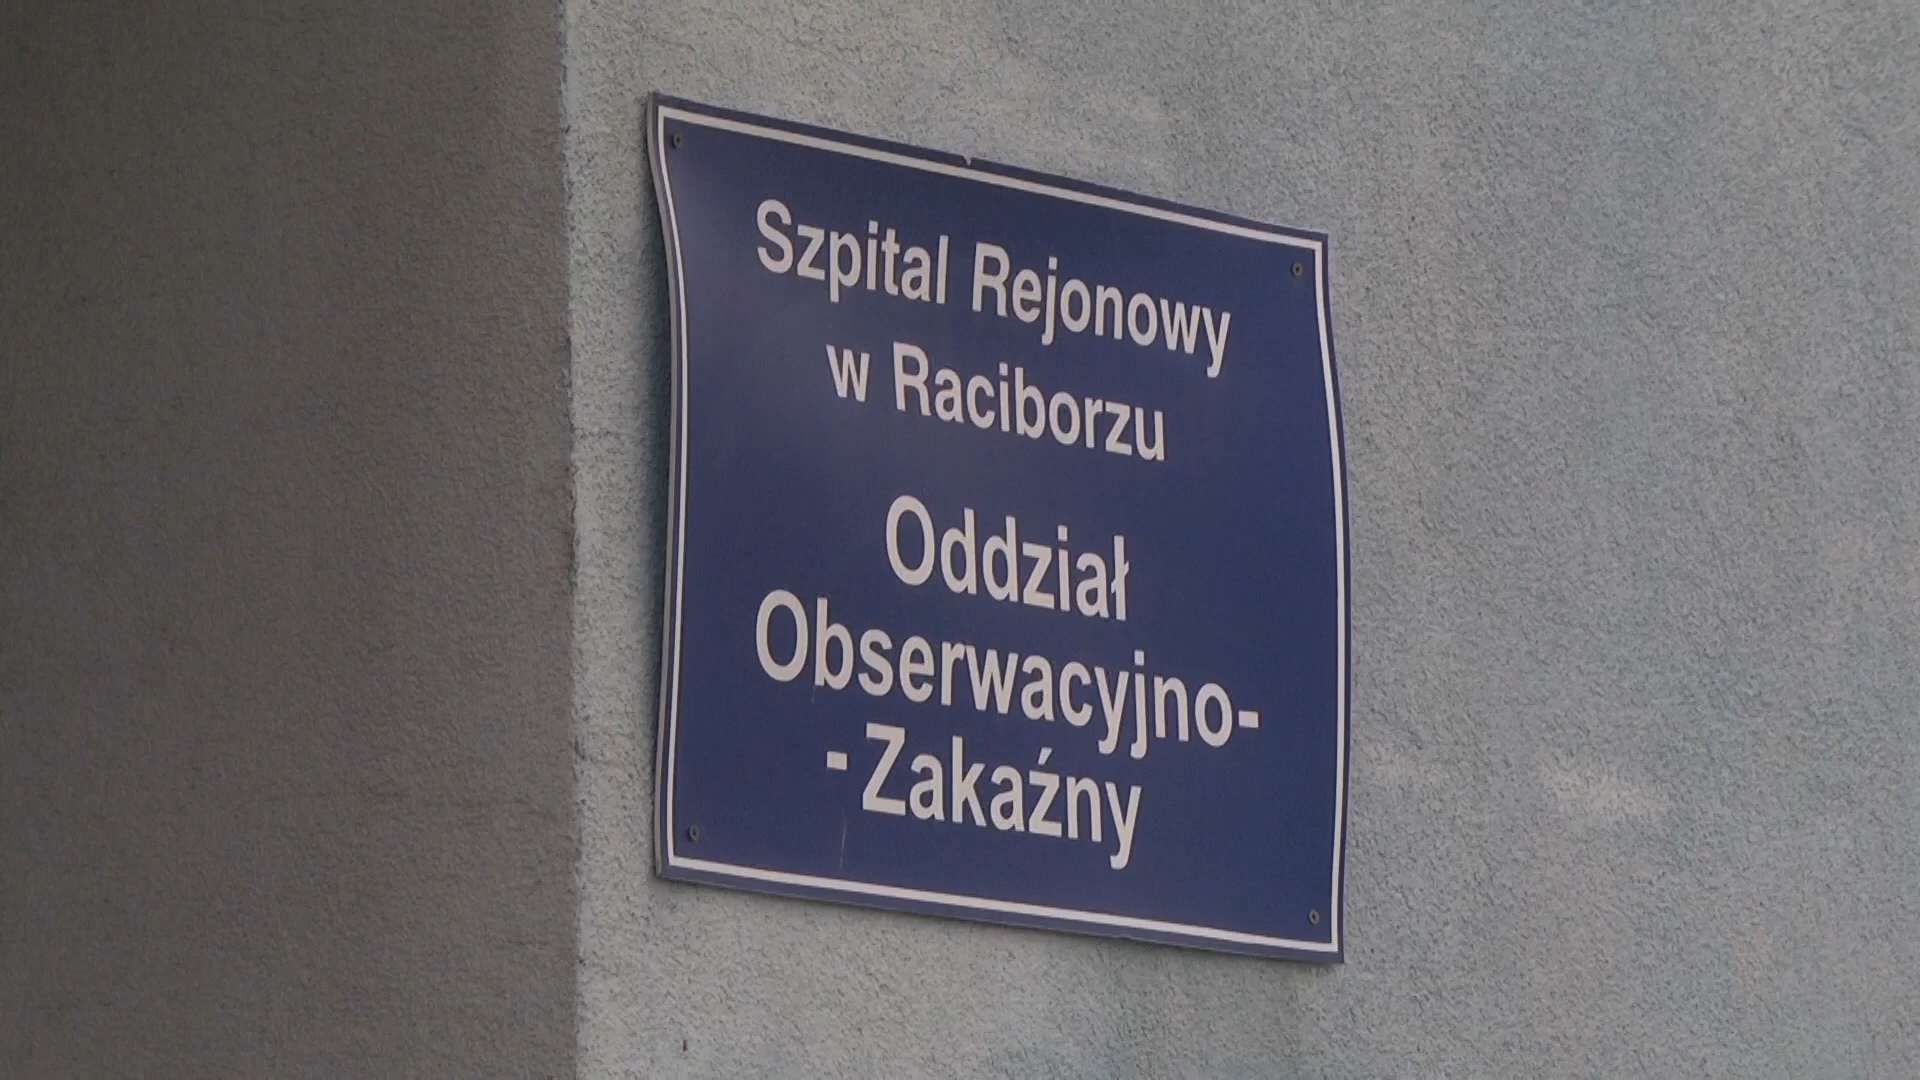 Szpital Rejonowy
w Raciborzu
Oddział
Obserwacyjno-
-Zakaźny